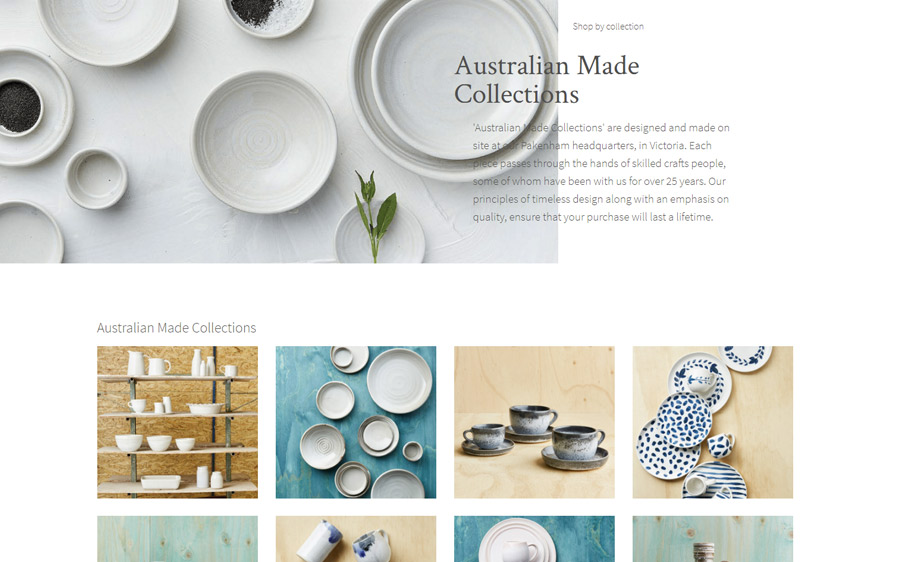 Shop by collection
Australian Made
Collections
'Australian Made Collections' are designed and made on
site at our Pakenham headquarters, in Victoria. Each
piece passes through the hands of skilled crafts people,
some of whom have been with us for over 25 years. Our
principles of timeless design along with an emphasis on
quality, ensure that your purchase will last a lifetime.
Australian Made Collections